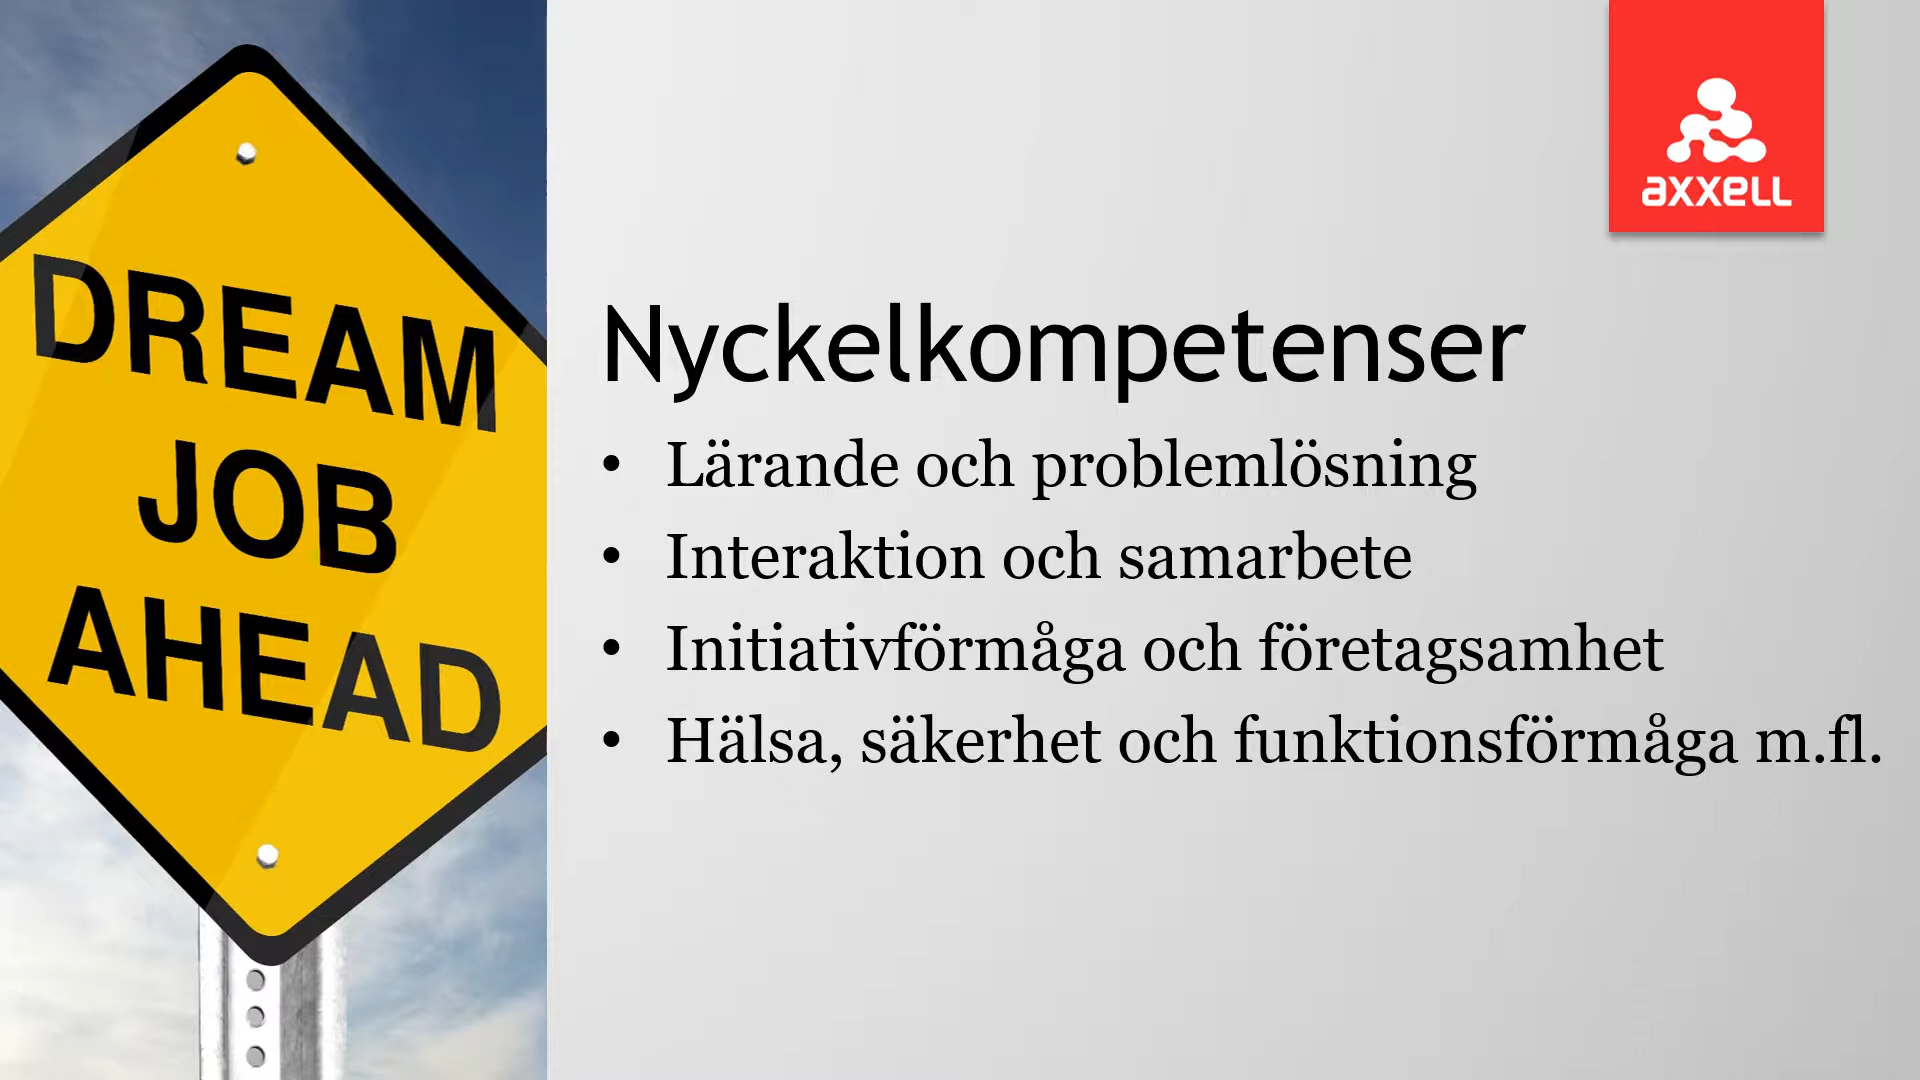 DREAM
JOB
AHEAD
axxell
Nyckelkompetenser
• Lärande och problemlösning
• Interaktion och samarbete
• Initiativförmåga och företagsamhet
• Hälsa, säkerhet och funktionsförmåga m.fl.